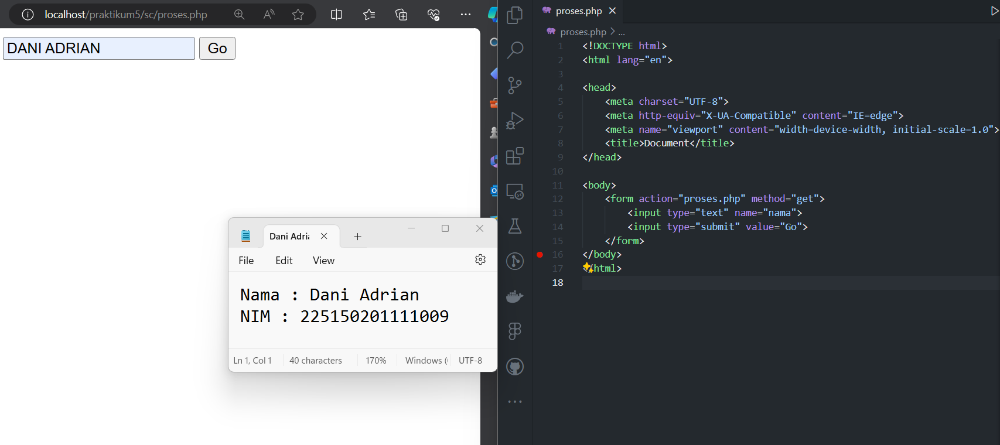 localhost/praktikum5/sc/proses.php
DANI ADRIAN
Go
Dani Adri
File
Edit
View
Nama : Dani Adrian
NIM : 225150201111009
Ln 1, Col 1
40 characters
170%
Windows (
UTF-8
proses.php
proses.php > ...
1 <!DOCTYPE html>
2 <html lang="en">
3
4 <head>
5 <meta charset="UTF-8">
6 <meta http-equiv="X-UA-Compatible" content="IE=edge">
7 <meta name="viewport" content="width=device-width, initial-scale=1.0">
8 <title>Document</title>
9 </head>
10
11 <body>
12 <form action="proses.php" method="get">
13 <input type="text" name="nama">
14 <input type="submit" value="Go">
15 </form>
16 </body>
17 </html>
18